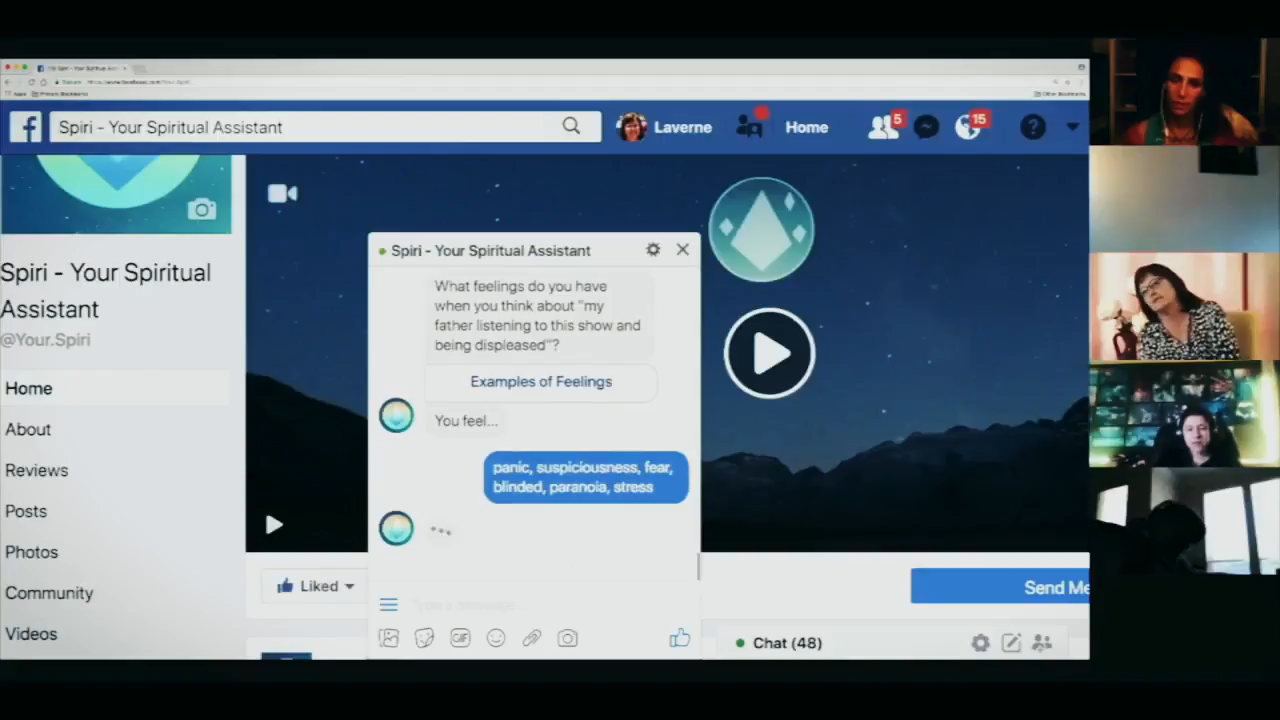 Spiri - Your Spiritual Assistant
Laverne
Home
5
15
?
Spiri - Your Spiritual
Assistant
@Your.Spiri
Home
About
Reviews
Posts
Photos
Community
Videos
Spiri - Your Spiritual Assistant
What feelings do you have
when you think about "my
father listening to this show and
being displeased"?
Examples of Feelings
You feel...
panic, suspiciousness, fear,
blinded, paranoia, stress
Type a message...
GIF
Liked
Send Me
Chat (48)